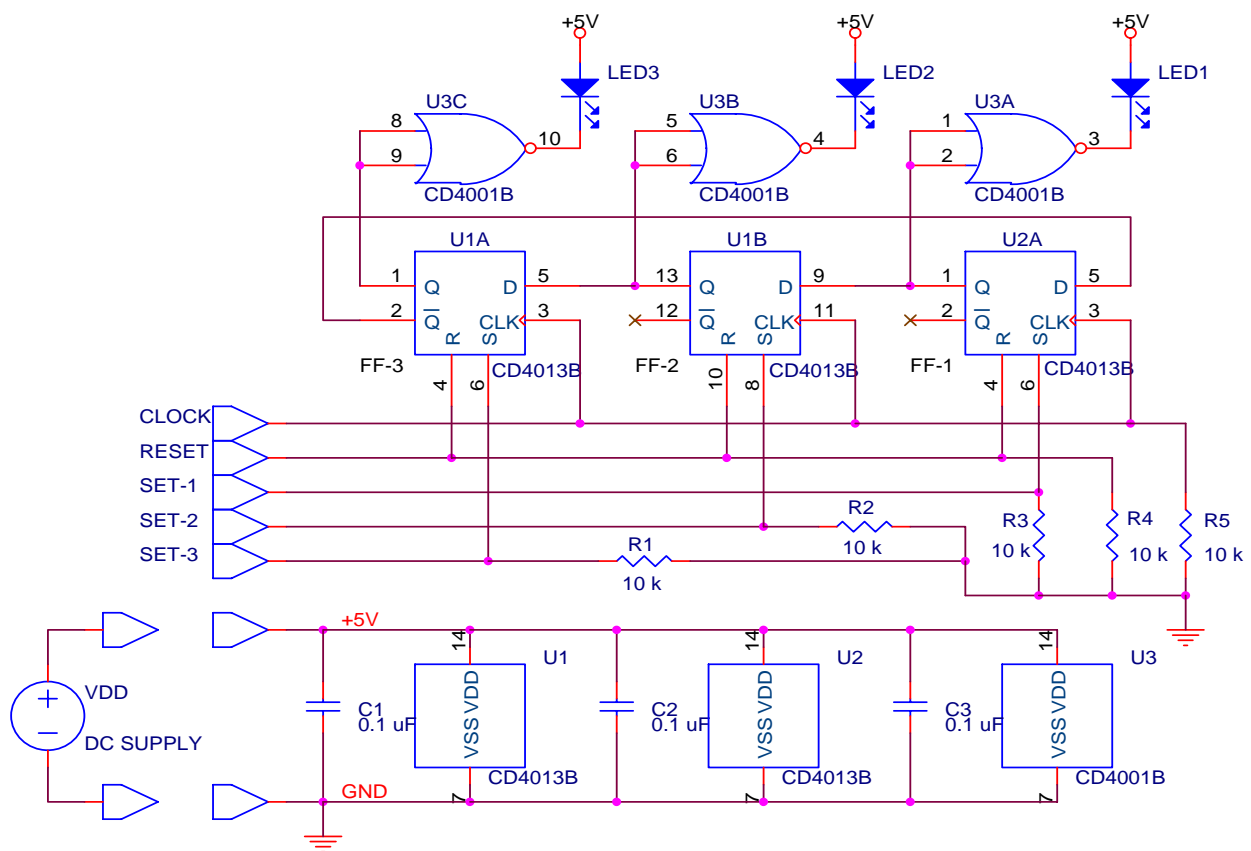 +5V +5V +5V
LED3 LED2 LED1
U3C U3B U3A
8 10 5 4 1 3
9 6 2
CD4001B CD4001B CD4001B
U1A U1B U2A
1 Q D 5 13 Q D 9 1 Q D 5
2 Q CLK 3 12 Q CLK 11 2 Q CLK 3
R S R S R S
FF-3 CD4013B FF-2 CD4013B FF-1 CD4013B
4 6 10 8 4 6
CLOCK
RESET
SET-1
SET-2 R2 R3 R4 R5
10 k 10 k 10 k 10 k
SET-3 R1
10 k
+5V
14 U1 14 U2 14 U3
VDD
+ C1 VSS VDD C2 VSS VDD C3 VSS VDD
0.1 uF 0.1 uF 0.1 uF
− DC SUPPLY
CD4013B CD4013B CD4001B
GND 7 7 7